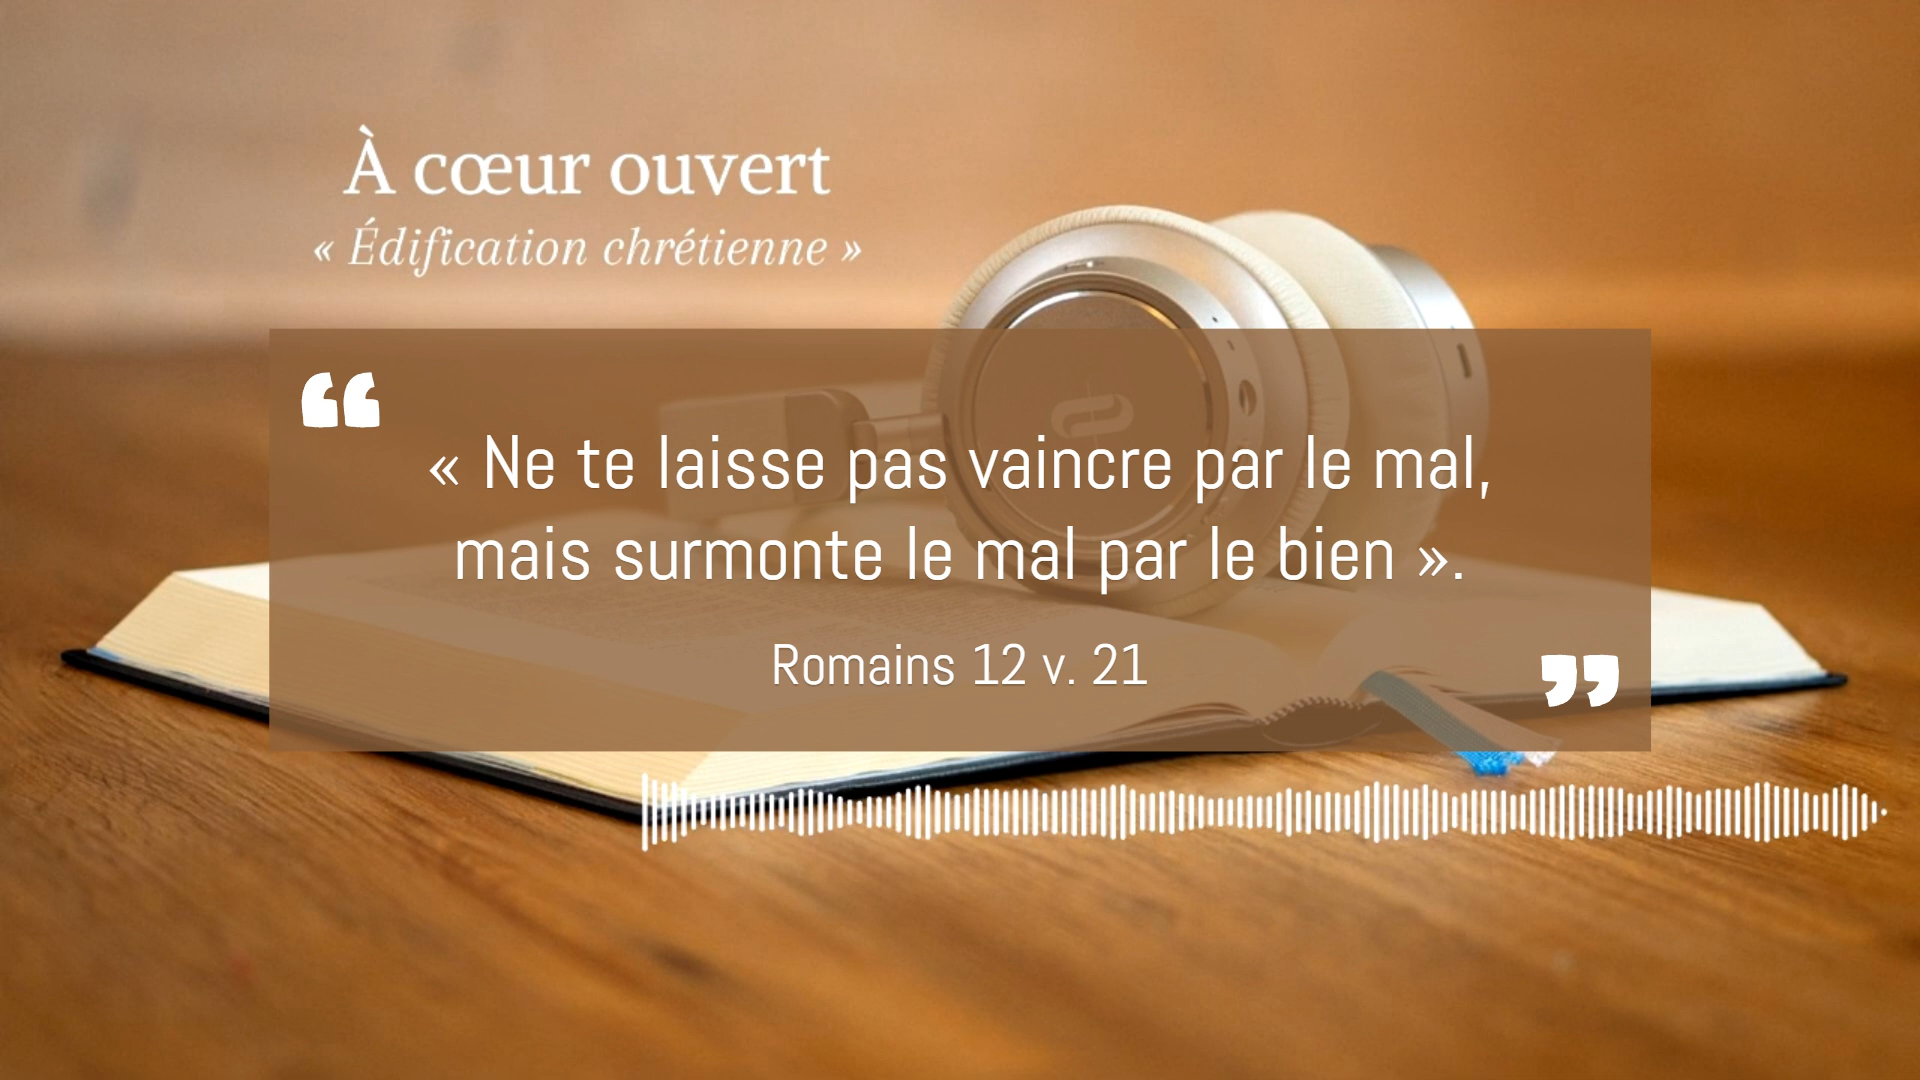 À cœur ouvert
« Édification chrétienne »
« Ne te laisse pas vaincre par le mal,
mais surmonte le mal par le bien ».
Romains 12 v. 21